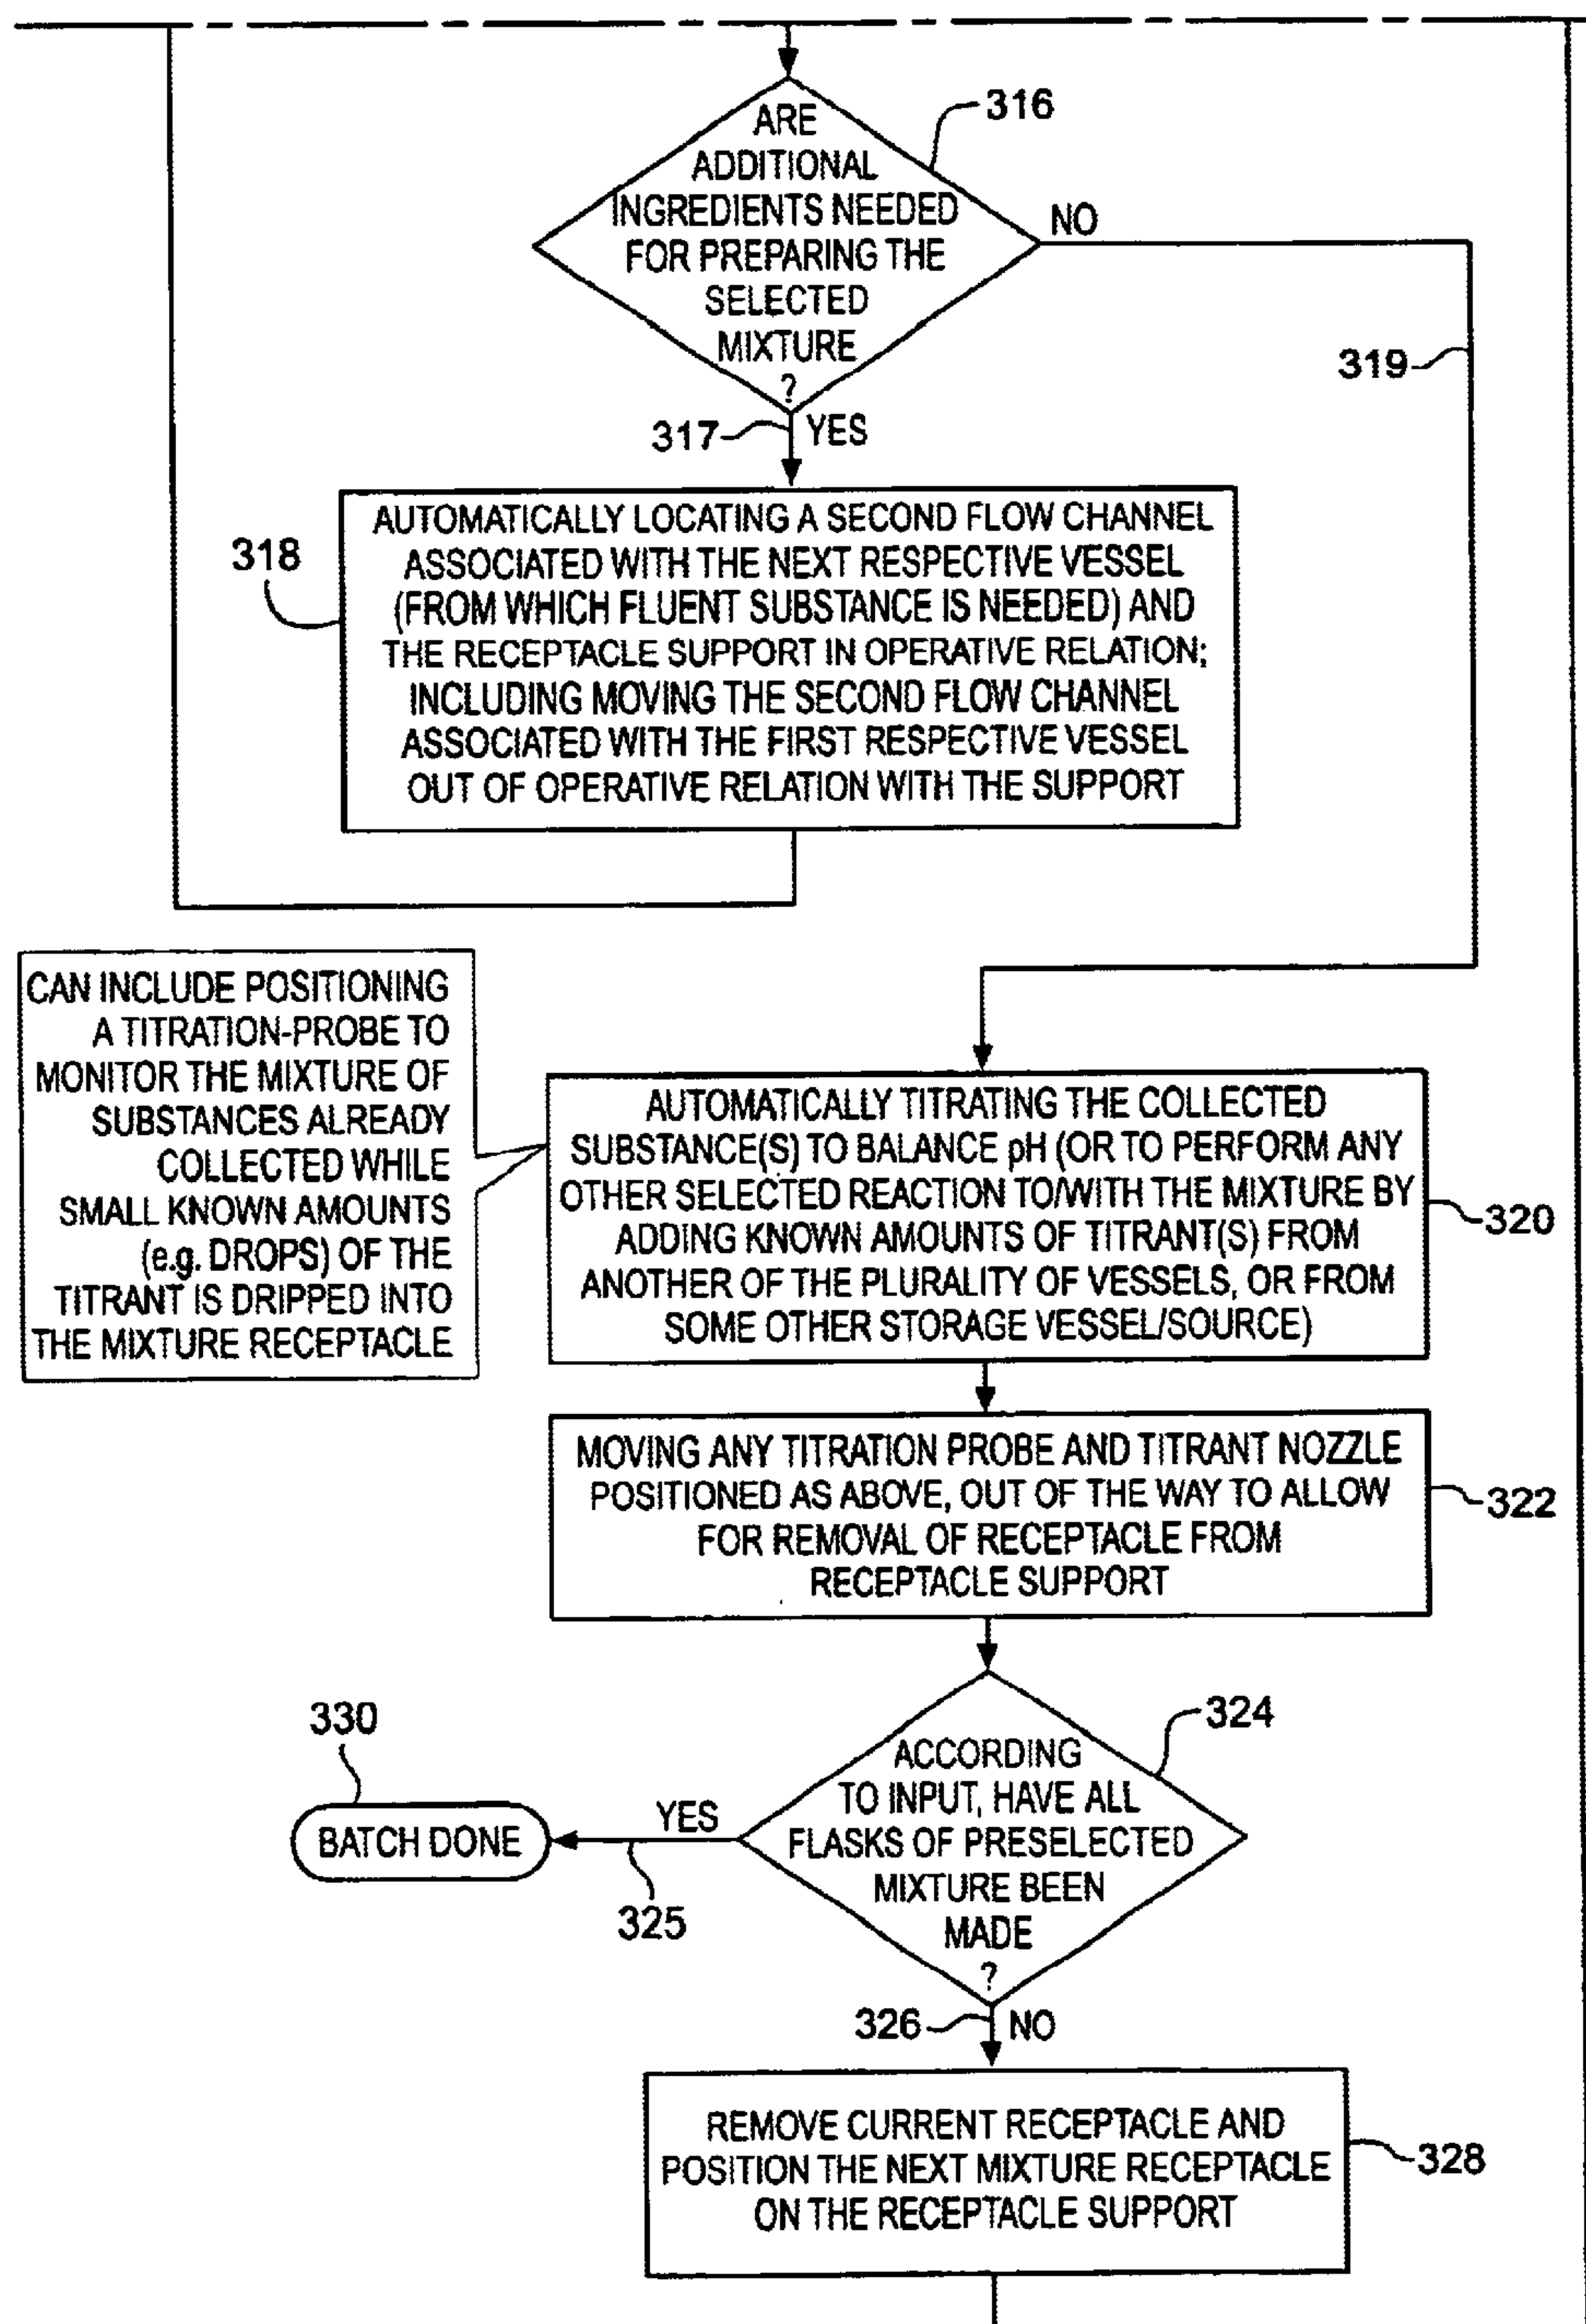 ARE
ADDITIONAL
INGREDIENTS NEEDED
FOR PREPARING THE
SELECTED
MIXTURE
?
316
NO
319
317
YES
318
AUTOMATICALLY LOCATING A SECOND FLOW CHANNEL
ASSOCIATED WITH THE NEXT RESPECTIVE VESSEL
(FROM WHICH FLUENT SUBSTANCE IS NEEDED) AND
THE RECEPTACLE SUPPORT IN OPERATIVE RELATION;
INCLUDING MOVING THE SECOND FLOW CHANNEL
ASSOCIATED WITH THE FIRST RESPECTIVE VESSEL
OUT OF OPERATIVE RELATION WITH THE SUPPORT
CAN INCLUDE POSITIONING
A TITRATION-PROBE TO
MONITOR THE MIXTURE OF
SUBSTANCES ALREADY
COLLECTED WHILE
SMALL KNOWN AMOUNTS
(e.g. DROPS) OF THE
TITRANT IS DRIPPED INTO
THE MIXTURE RECEPTACLE
AUTOMATICALLY TITRATING THE COLLECTED
SUBSTANCE(S) TO BALANCE pH (OR TO PERFORM ANY
OTHER SELECTED REACTION TO/WITH THE MIXTURE BY
ADDING KNOWN AMOUNTS OF TITRANT(S) FROM
ANOTHER OF THE PLURALITY OF VESSELS, OR FROM
SOME OTHER STORAGE VESSEL/SOURCE)
320
MOVING ANY TITRATION PROBE AND TITRANT NOZZLE
POSITIONED AS ABOVE, OUT OF THE WAY TO ALLOW
FOR REMOVAL OF RECEPTACLE FROM
RECEPTACLE SUPPORT
322
ACCORDING
TO INPUT, HAVE ALL
FLASKS OF PRESELECTED
MIXTURE BEEN
MADE
?
324
YES
325
330
BATCH DONE
326
NO
REMOVE CURRENT RECEPTACLE AND
POSITION THE NEXT MIXTURE RECEPTACLE
ON THE RECEPTACLE SUPPORT
328